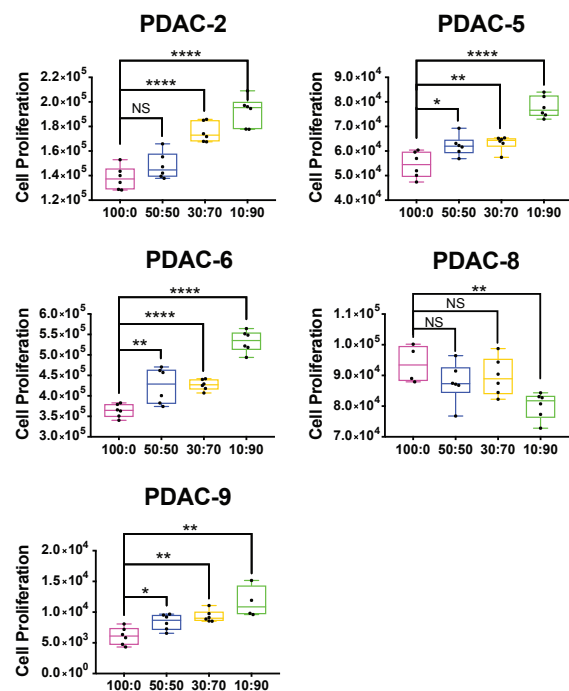 PDAC-2
Cell Proliferation
2.2×10⁵
2.0×10⁵
1.8×10⁵
1.6×10⁵
1.4×10⁵
1.2×10⁵
****
****
NS
100:0 50:50 30:70 10:90
PDAC-5
Cell Proliferation
9.0×10⁴
8.0×10⁴
7.0×10⁴
6.0×10⁴
5.0×10⁴
4.0×10⁴
****
**
*
100:0 50:50 30:70 10:90
PDAC-6
Cell Proliferation
6.0×10⁵
5.5×10⁵
5.0×10⁵
4.5×10⁵
4.0×10⁵
3.5×10⁵
3.0×10⁵
****
****
**
100:0 50:50 30:70 10:90
PDAC-8
Cell Proliferation
1.1×10⁵
1.0×10⁵
9.0×10⁴
8.0×10⁴
7.0×10⁴
**
NS
NS
100:0 50:50 30:70 10:90
PDAC-9
Cell Proliferation
2.0×10⁴
1.5×10⁴
1.0×10⁴
5.0×10³
0.0×10⁰
**
**
*
100:0 50:50 30:70 10:90